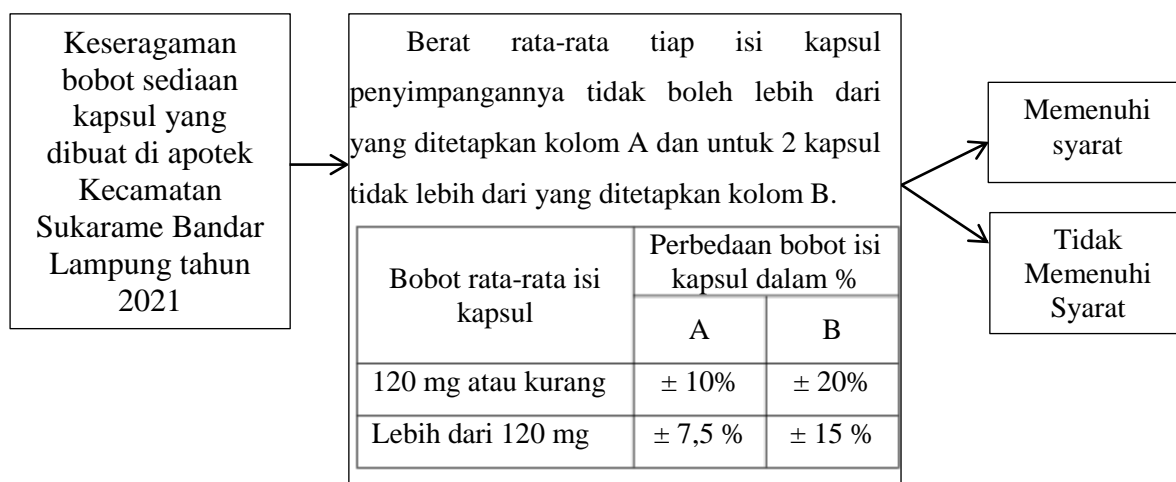 Keseragaman
bobot sediaan
kapsul yang
dibuat di apotek
Kecamatan
Sukarame Bandar
Lampung tahun
2021
Berat rata-rata tiap isi kapsul
penyimpangannya tidak boleh lebih dari
yang ditetapkan kolom A dan untuk 2 kapsul
tidak lebih dari yang ditetapkan kolom B.
Bobot rata-rata isi
kapsul
Perbedaan bobot isi
kapsul dalam %
A B
120 mg atau kurang ± 10% ± 20%
Lebih dari 120 mg ± 7,5 % ± 15 %
Memenuhi
syarat
Tidak
Memenuhi
Syarat